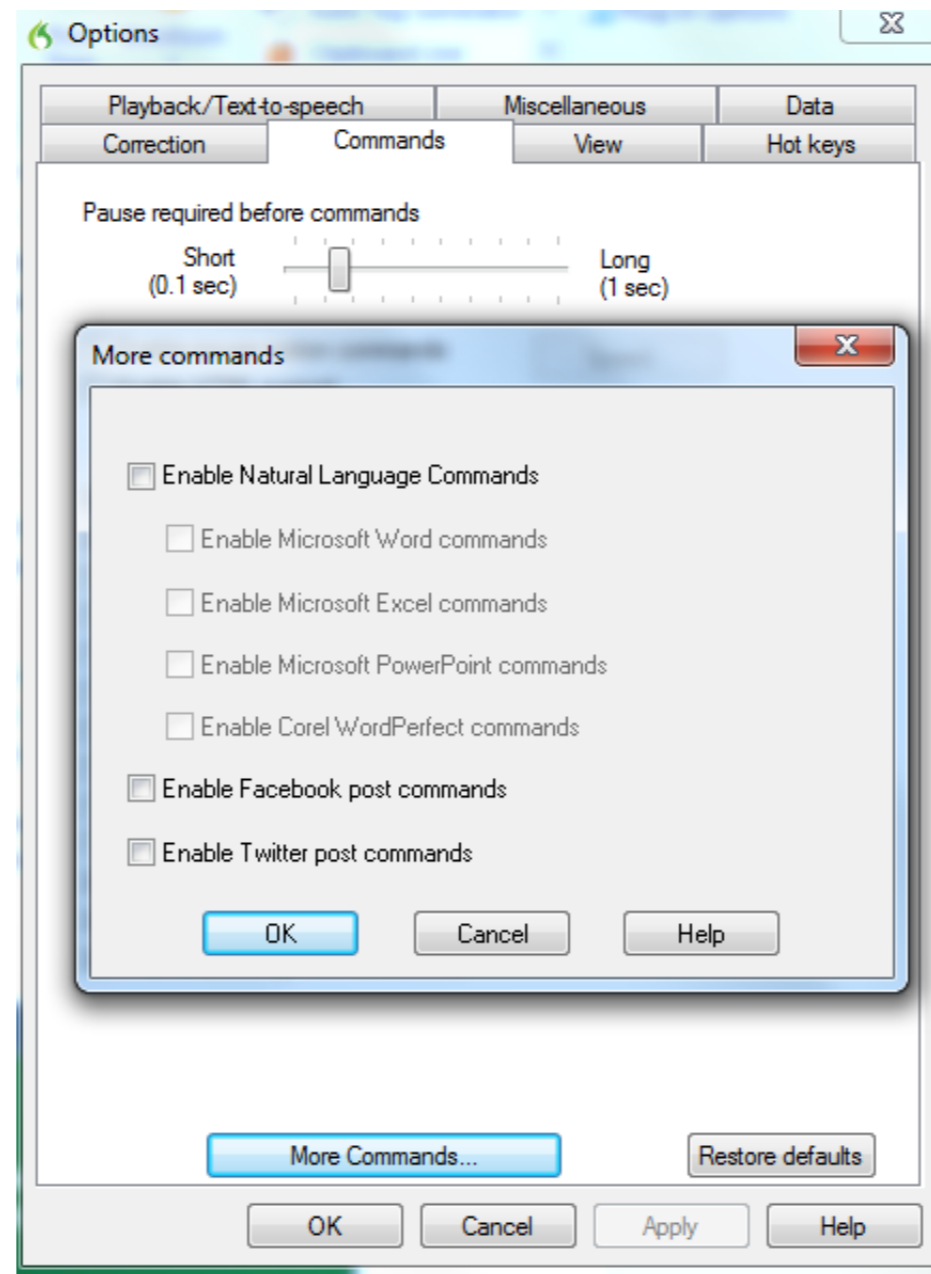 Options
Playback/Text-to-speech Miscellaneous Data
Correction Commands View Hot keys
Pause required before commands
Short Long
(0.1 sec) (1 sec)
More commands
Enable Natural Language Commands
Enable Microsoft Word commands
Enable Microsoft Excel commands
Enable Microsoft PowerPoint commands
Enable Corel WordPerfect commands
Enable Facebook post commands
Enable Twitter post commands
OK Cancel Help
More Commands... Restore defaults
OK Cancel Apply Help